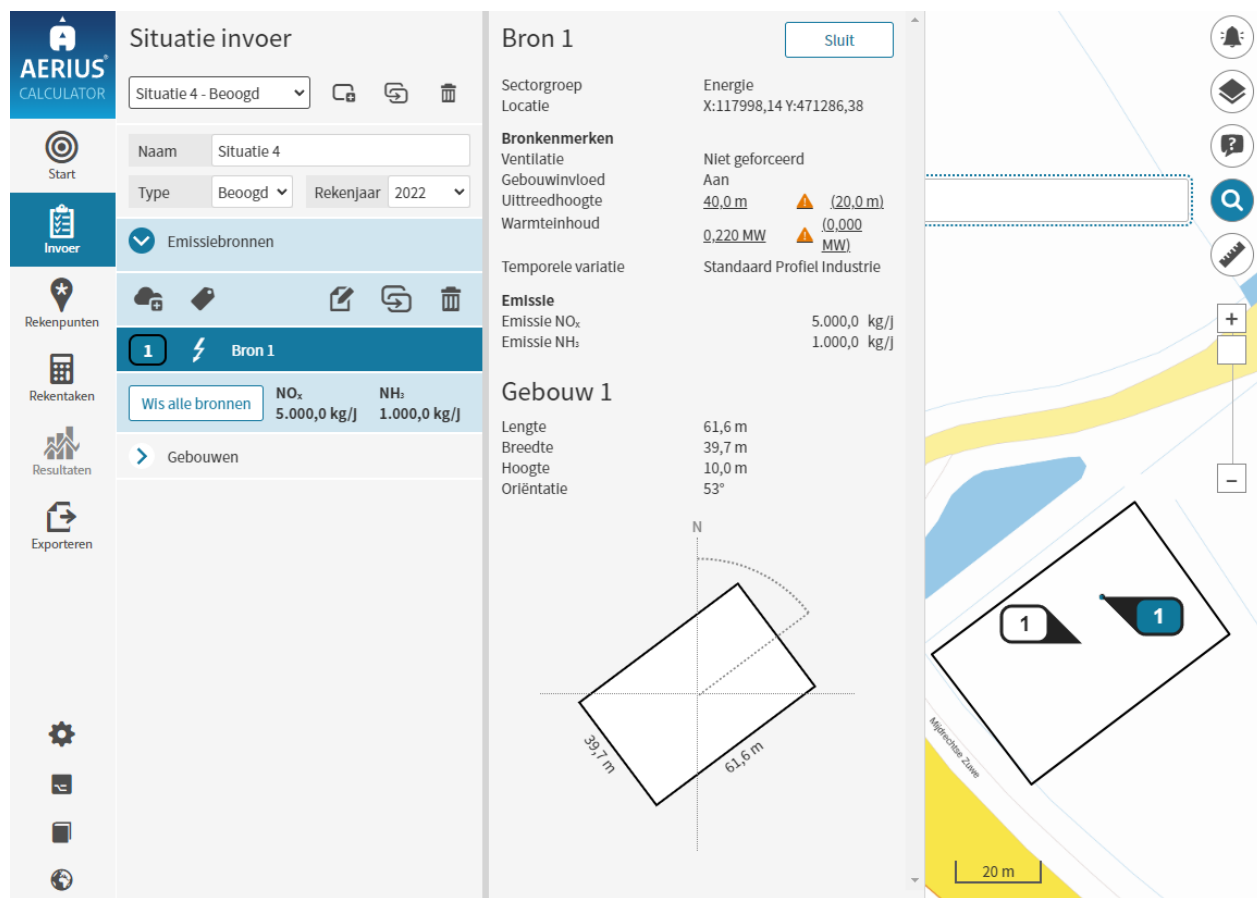 AERIUS®
CALCULATOR
Start
Invoer
Rekenpunten
Rekentaken
Resultaten
Exporteren
Situatie invoer
Situatie 4 - Beoogd
Naam Situatie 4
Type Beoogd Rekenjaar 2022
Emissiebronnen
1 Bron 1
Wis alle bronnen NOₓ 5.000,0 kg/j NH₃ 1.000,0 kg/j
Gebouwen
Bron 1 Sluit
Sectorgroep Energie
Locatie X:117998,14 Y:471286,38
Bronkenmerken
Ventilatie Niet geforceerd
Gebouwinvloed Aan
Uittreedhoogte 40,0 m (20,0 m)
Warmteinhoud 0,220 MW (0,000 MW)
Temporele variatie Standaard Profiel Industrie
Emissie
Emissie NOₓ 5.000,0 kg/j
Emissie NH₃ 1.000,0 kg/j
Gebouw 1
Lengte 61,6 m
Breedte 39,7 m
Hoogte 10,0 m
Oriëntatie 53°
N
39,7 m
61,6 m
?
+
−
1
1
Mijdrechtse Zuwe
20 m